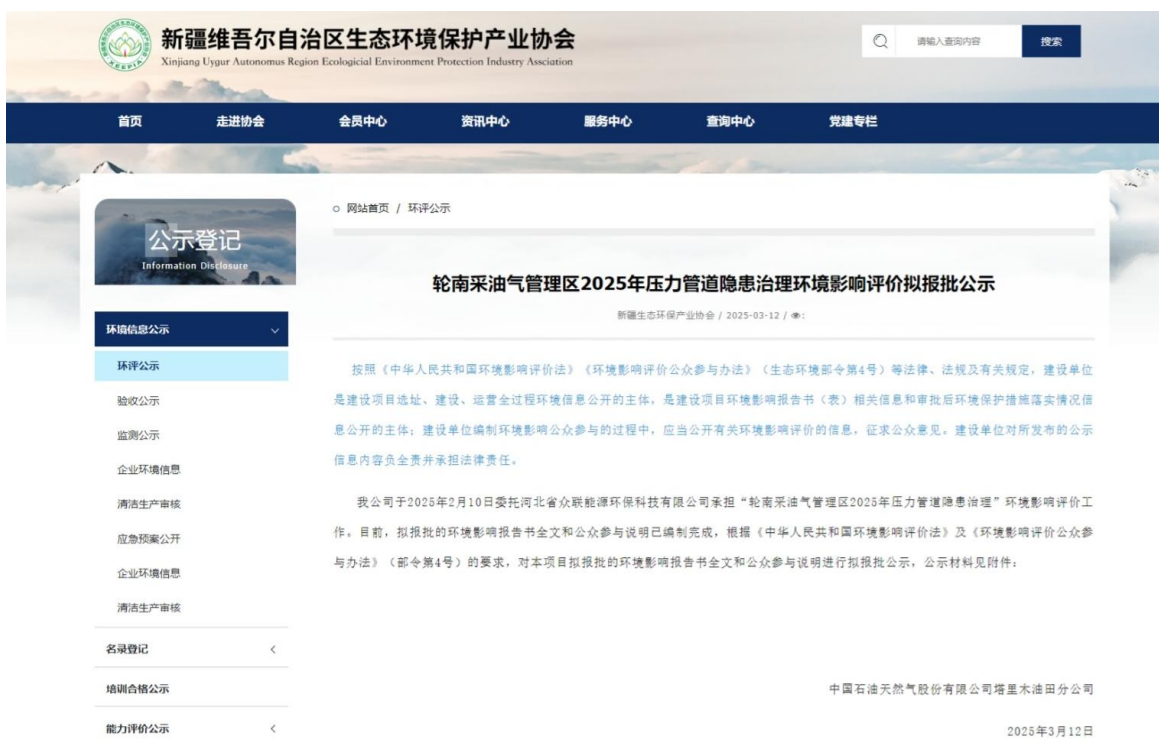 新疆维吾尔自治区生态环境保护产业协会
Xinjiang Uygur Autonomus Region Ecologicial Environment Protection Industry Assciation
XEEPIA
请输入查询内容
搜索
首页
走进协会
会员中心
资讯中心
服务中心
查询中心
党建专栏
公示登记
Information Disclosure
环境信息公示
环评公示
验收公示
监测公示
企业环境信息
清洁生产审核
应急预案公开
企业环境信息
清洁生产审核
名录登记
培训合格公示
能力评价公示
网站首页 / 环评公示
轮南采油气管理区2025年压力管道隐患治理环境影响评价拟报批公示
新疆生态环保产业协会 / 2025-03-12 /
按照《中华人民共和国环境影响评价法》《环境影响评价公众参与办法》（生态环境部令第4号）等法律、法规及有关规定，建设单位
是建设项目选址、建设、运营全过程环境信息公开的主体，是建设项目环境影响报告书（表）相关信息和审批后环境保护措施落实情况信
息公开的主体；建设单位编制环境影响公众参与的过程中，应当公开有关环境影响评价的信息，征求公众意见。建设单位对所发布的公示
信息内容负全责并承担法律责任。
我公司于2025年2月10日委托河北省众联能源环保科技有限公司承担“轮南采油气管理区2025年压力管道隐患治理”环境影响评价工
作。目前，拟报批的环境影响报告书全文和公众参与说明已编制完成，根据《中华人民共和国环境影响评价法》及《环境影响评价公众参
与办法》（部令第4号）的要求，对本项目拟报批的环境影响报告书全文和公众参与说明进行拟报批公示，公示材料见附件：
中国石油天然气股份有限公司塔里木油田分公司
2025年3月12日